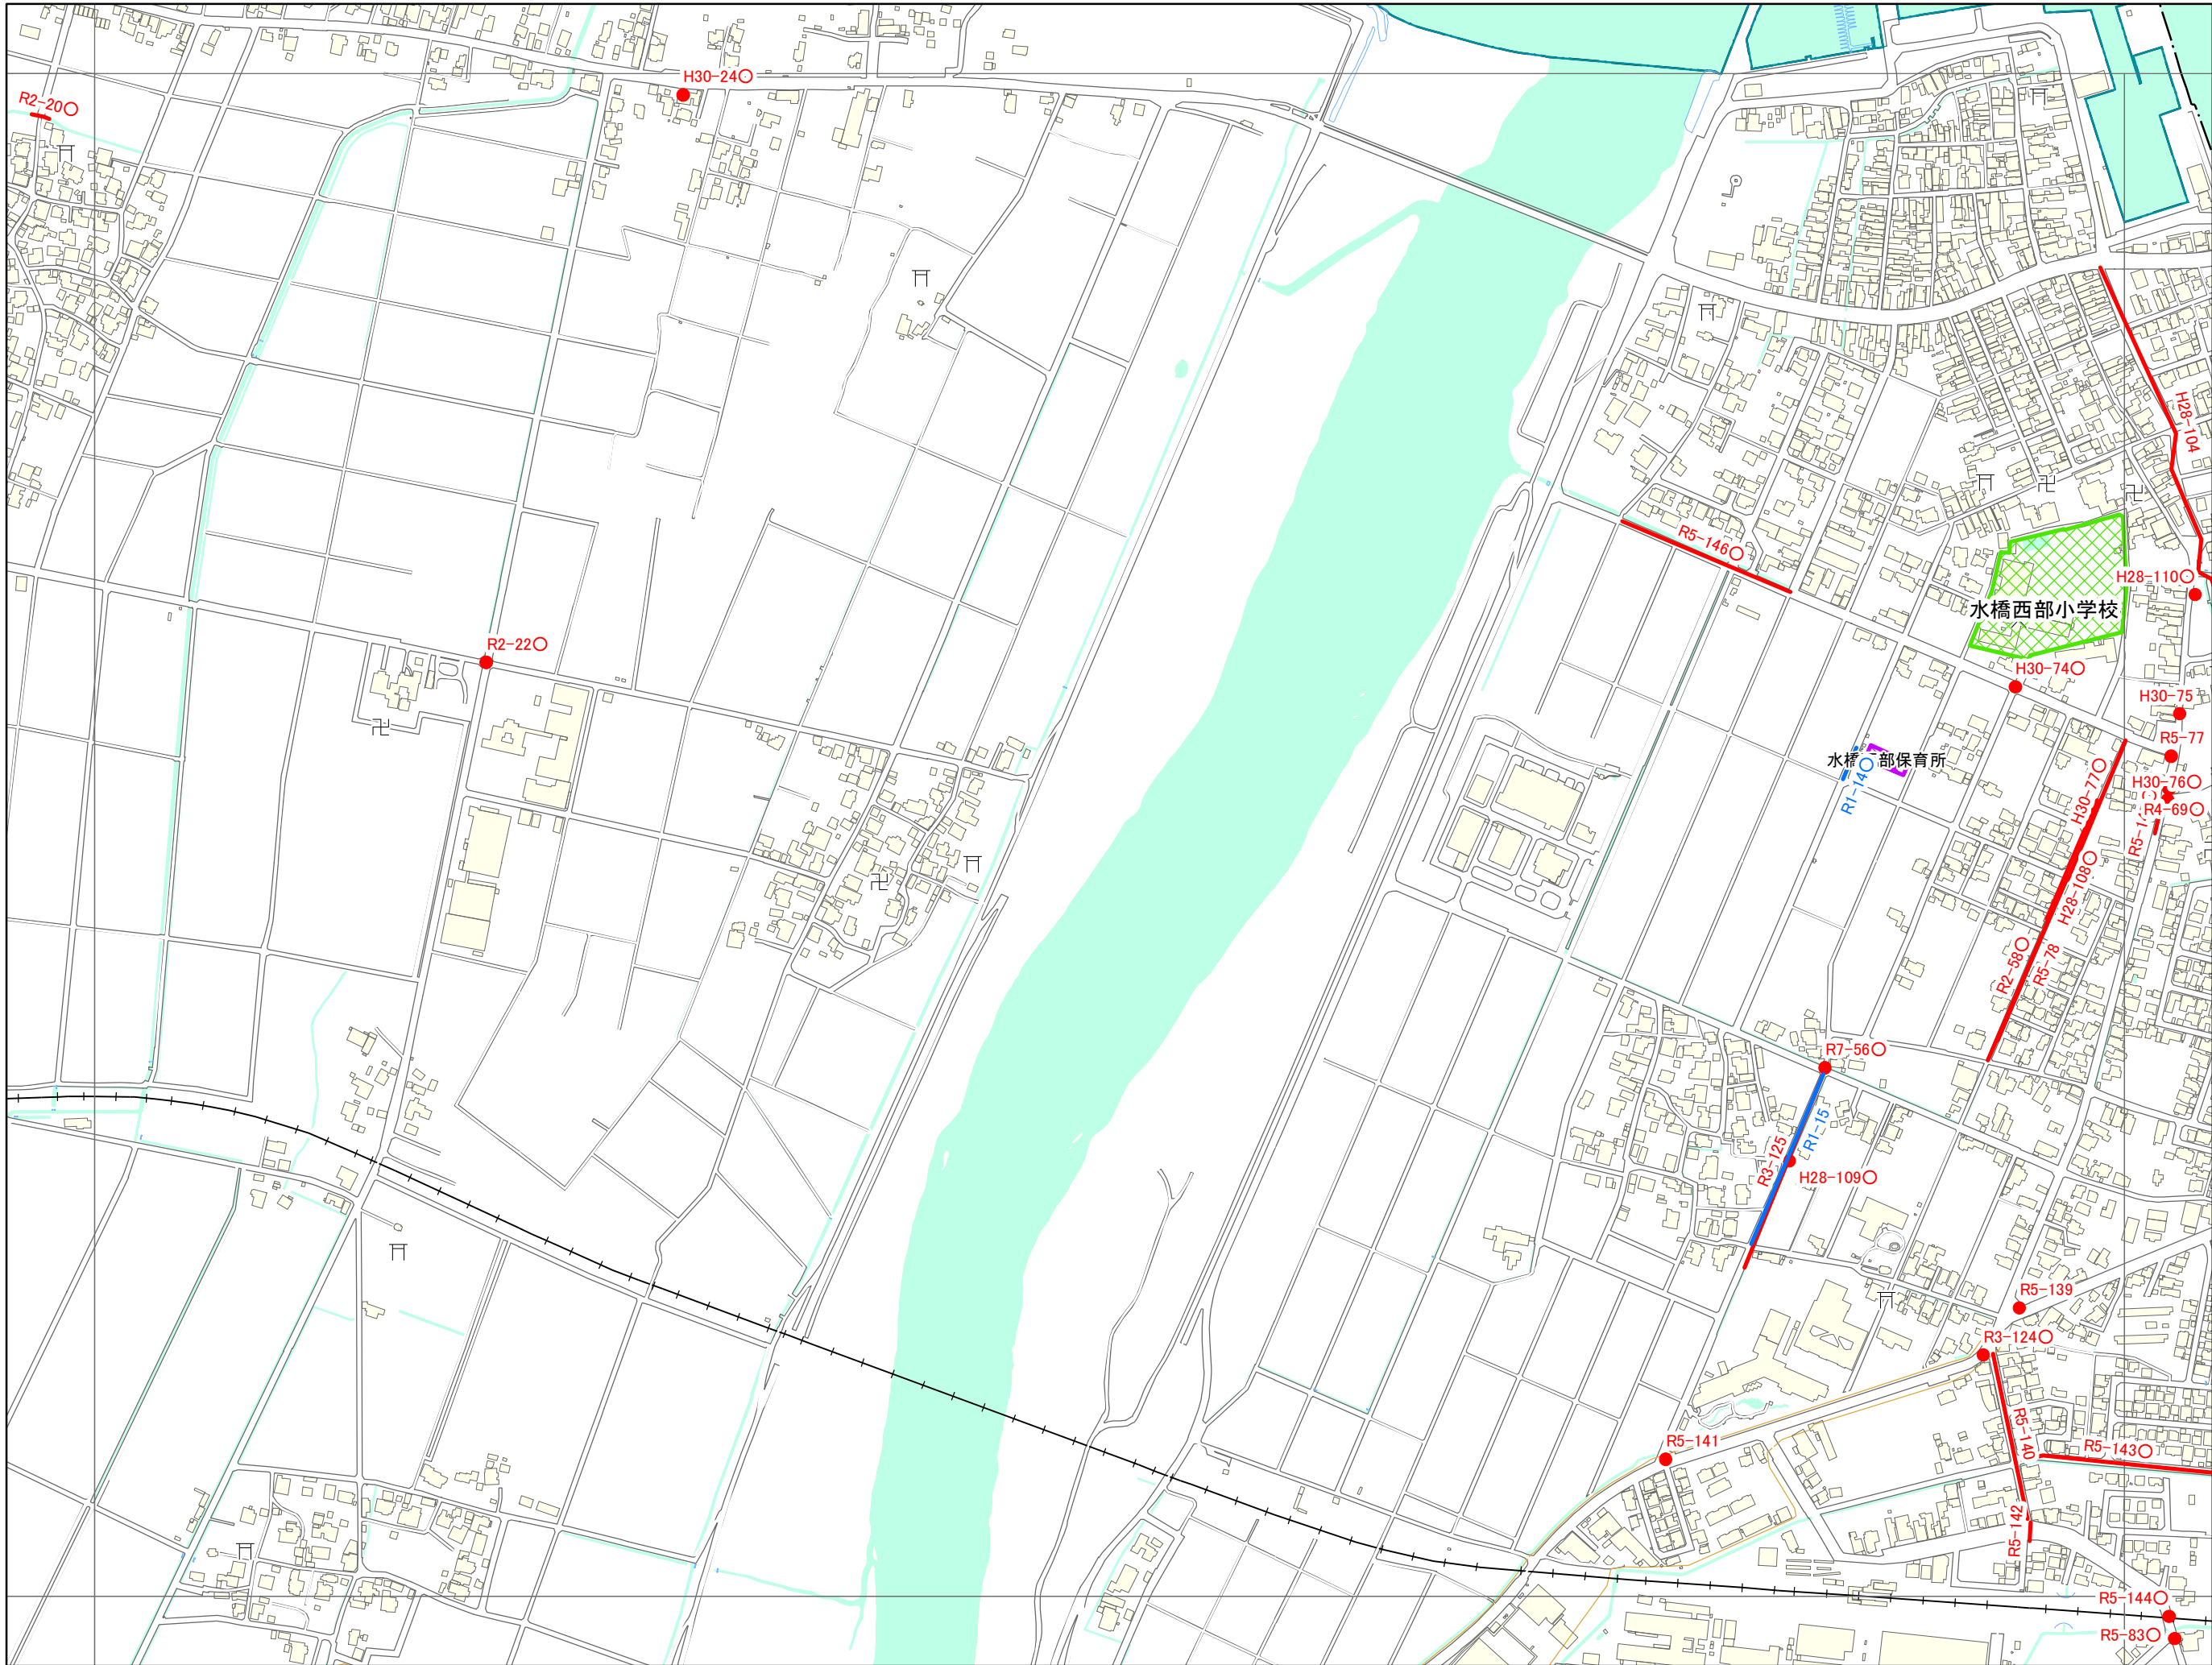 H30-24○
R2-20○
H28-104
R5-146○
H28-110○
水橋西部小学校
R2-22○
H30-74○
H30-75
R5-77
水橋西部保育所
R1-14○
H30-77○
H30-76○
R4-69○
H28-108○
R2-58○
R5-78
R7-56○
R1-15
R3-125
H28-109○
R5-139
R3-124○
R5-140
R5-141
R5-143○
R5-142
R5-144○
R5-83○